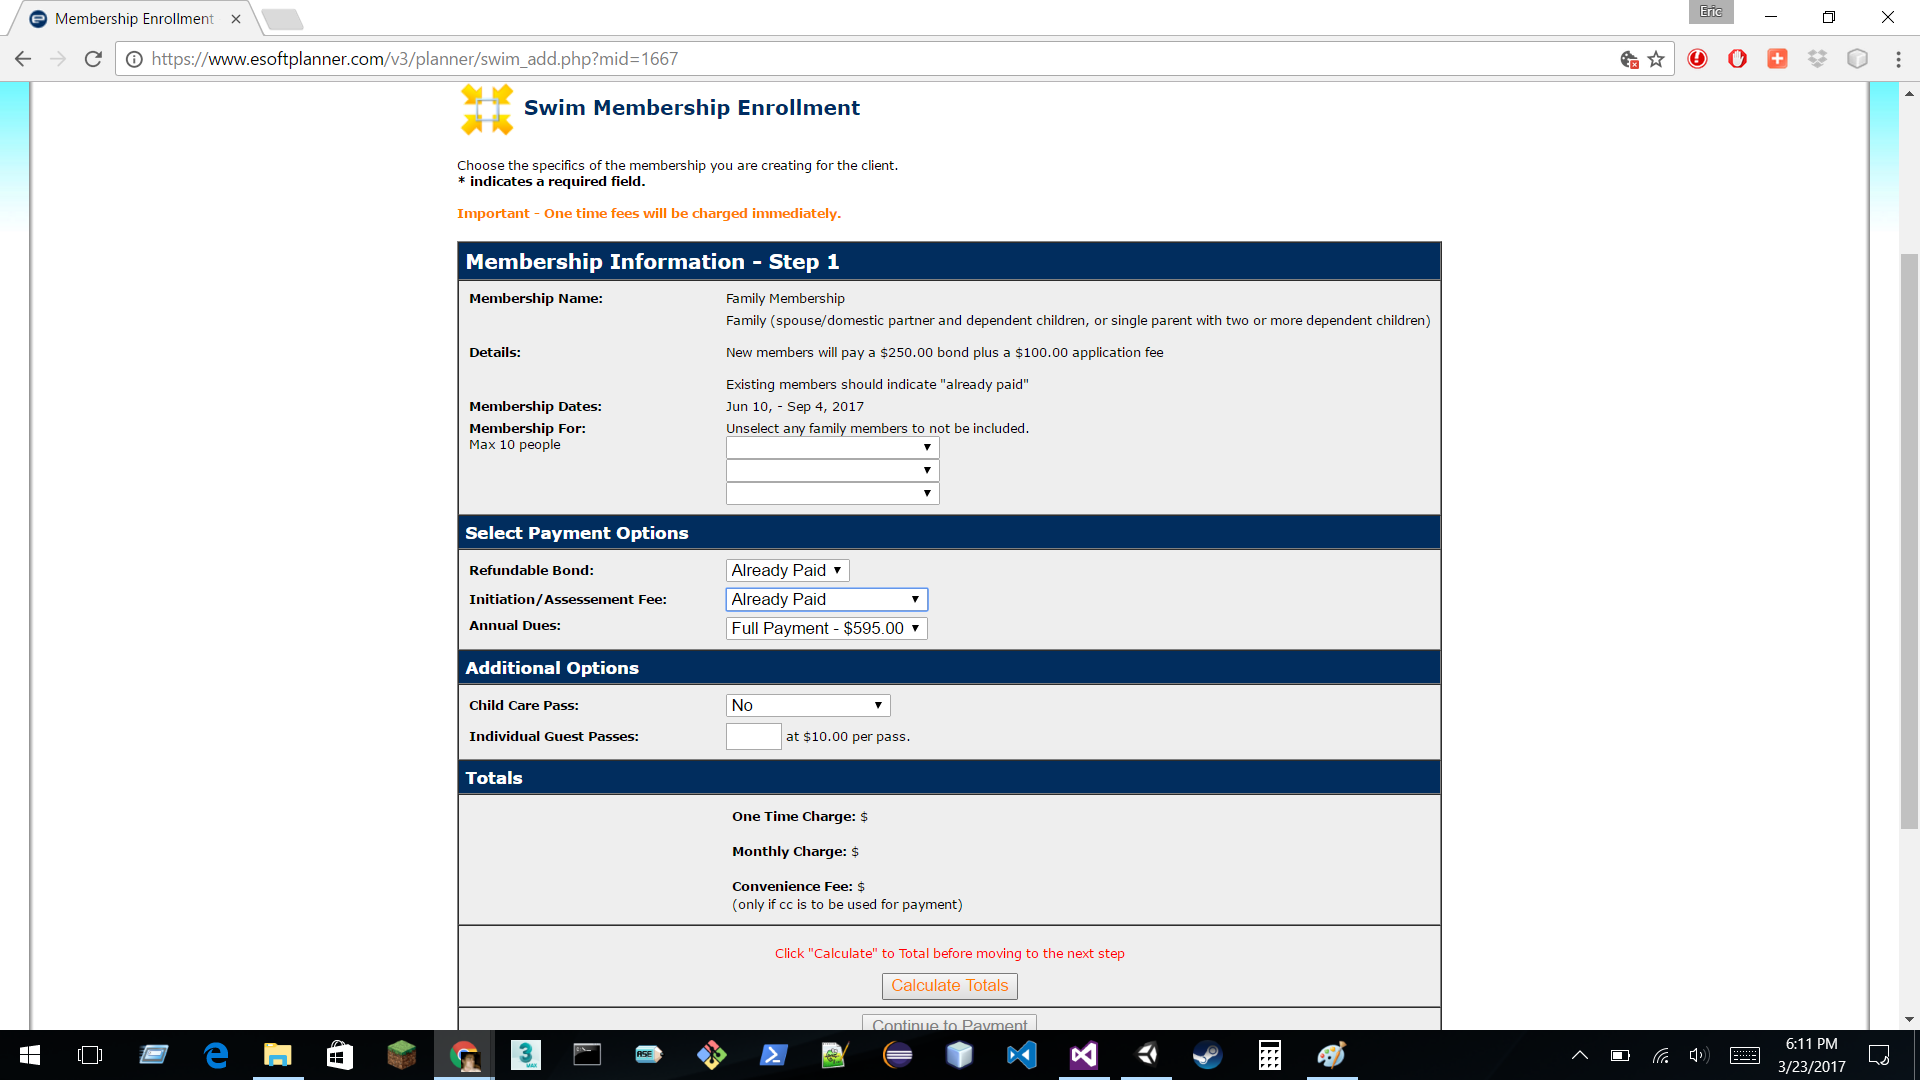 Membership Enrollment
Eric
https://www.esoftplanner.com/v3/planner/swim_add.php?mid=1667
Swim Membership Enrollment
Choose the specifics of the membership you are creating for the client.
* indicates a required field.
Important - One time fees will be charged immediately.
Membership Information - Step 1
Membership Name: Family Membership
Family (spouse/domestic partner and dependent children, or single parent with two or more dependent children)
Details: New members will pay a $250.00 bond plus a $100.00 application fee
Existing members should indicate "already paid"
Membership Dates: Jun 10, - Sep 4, 2017
Membership For: Unselect any family members to not be included.
Max 10 people
Select Payment Options
Refundable Bond: Already Paid
Initiation/Assessement Fee: Already Paid
Annual Dues: Full Payment - $595.00
Additional Options
Child Care Pass: No
Individual Guest Passes: at $10.00 per pass.
Totals
One Time Charge: $
Monthly Charge: $
Convenience Fee: $
(only if cc is to be used for payment)
Click "Calculate" to Total before moving to the next step
Calculate Totals
Continue to Payment
3
MAX
ASE
6:11 PM
3/23/2017